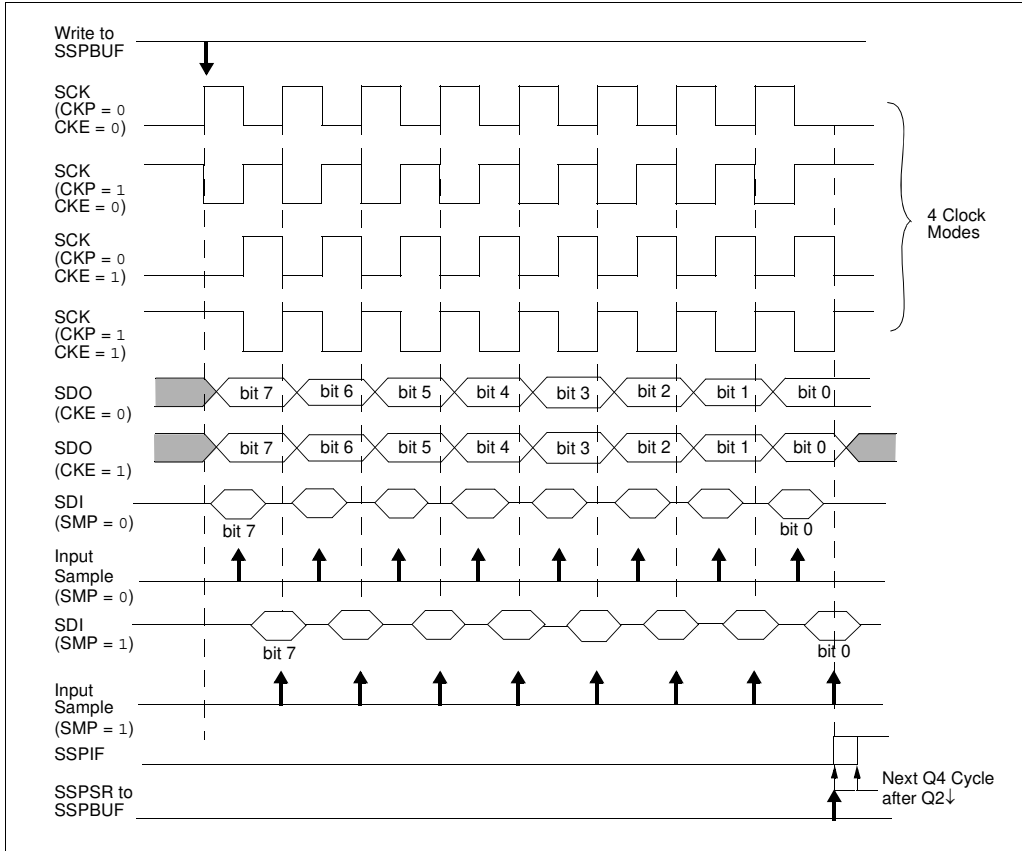 Write to
SSPBUF
SCK
(CKP = 0
CKE = 0)
SCK
(CKP = 1
CKE = 0)
SCK
(CKP = 0
CKE = 1)
SCK
(CKP = 1
CKE = 1)
4 Clock
Modes
SDO
(CKE = 0)
bit 7 bit 6 bit 5 bit 4 bit 3 bit 2 bit 1 bit 0
SDO
(CKE = 1)
bit 7 bit 6 bit 5 bit 4 bit 3 bit 2 bit 1 bit 0
SDI
(SMP = 0)
bit 7 bit 0
Input
Sample
(SMP = 0)
SDI
(SMP = 1)
bit 7 bit 0
Input
Sample
(SMP = 1)
SSPIF
SSPSR to
SSPBUF
Next Q4 Cycle
after Q2↓